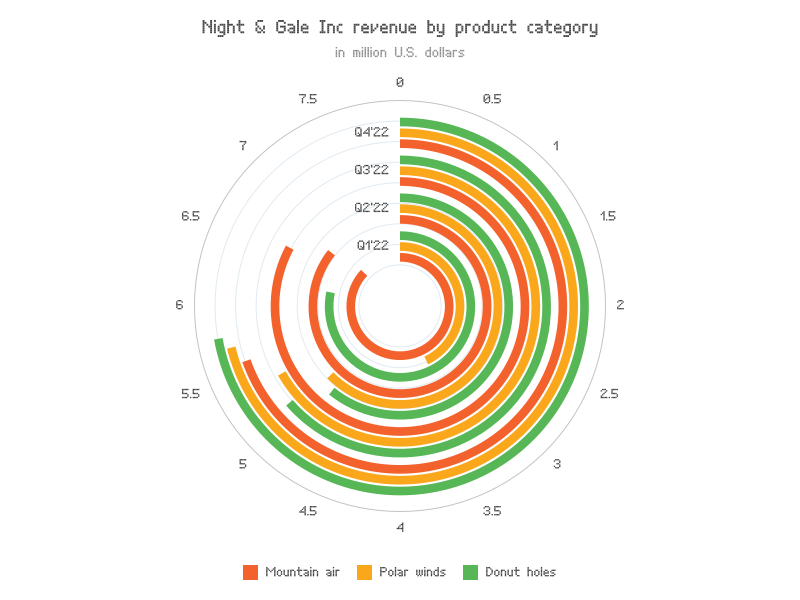 Night & Gale Inc revenue by product category
in million U.S. dollars
0
0.5
1
1.5
2
2.5
3
3.5
4
4.5
5
5.5
6
6.5
7
7.5
Q4'22
Q3'22
Q2'22
Q1'22
Mountain air
Polar winds
Donut holes